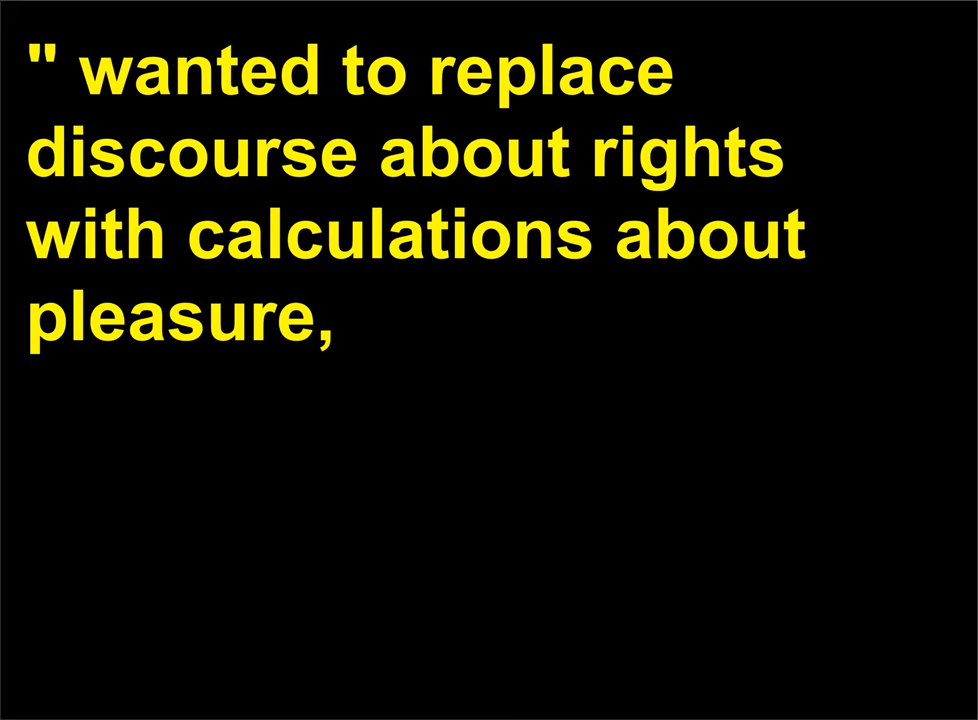 " wanted to replace
discourse about rights
with calculations about
pleasure,